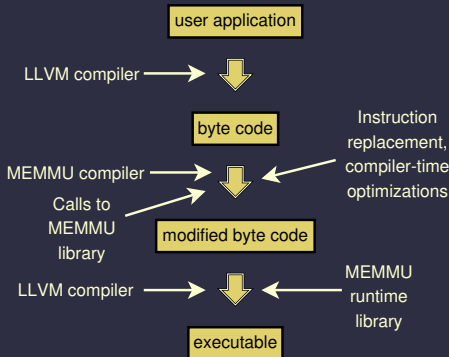 user application
LLVM compiler
byte code
Instruction
replacement,
compiler-time
optimizations
MEMMU compiler
Calls to
MEMMU
library
modified byte code
LLVM compiler
MEMMU
runtime
library
executable